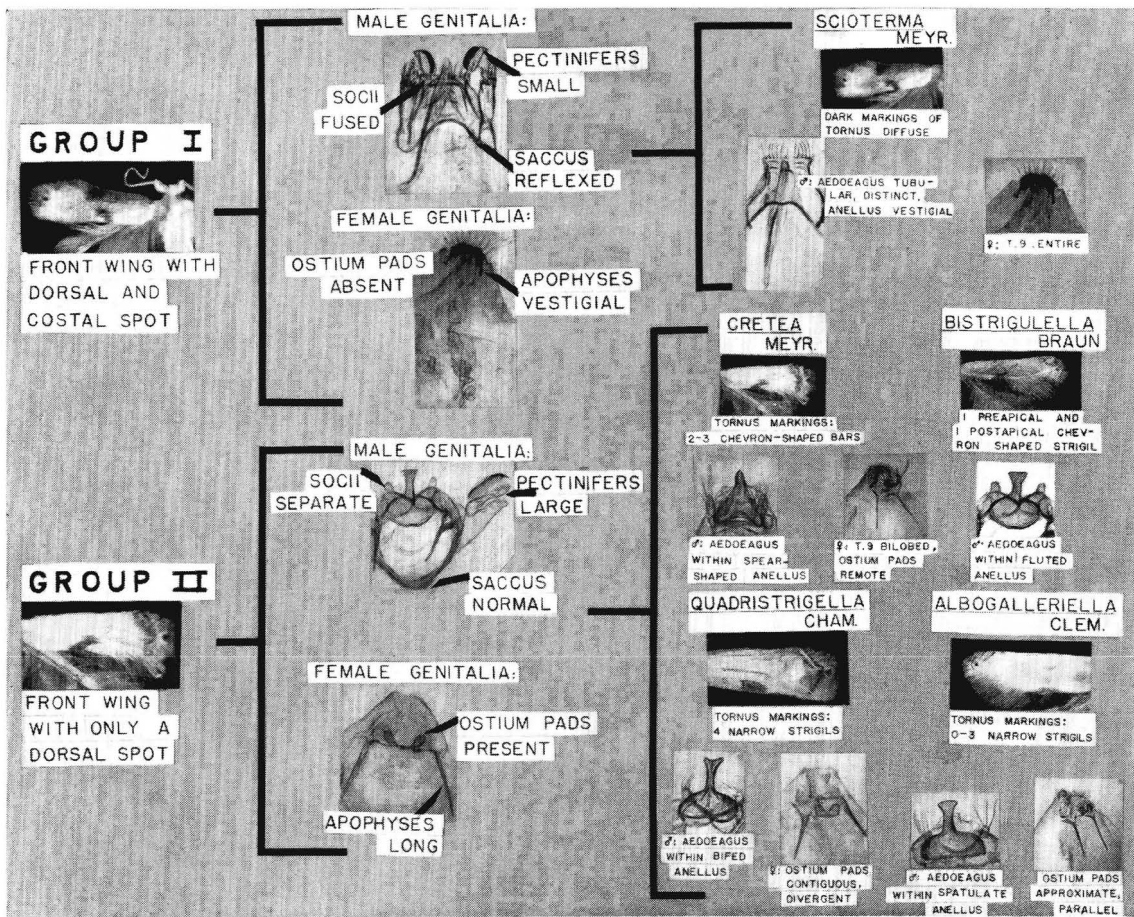 GROUP I
FRONT WING WITH
DORSAL AND
COSTAL SPOT
MALE GENITALIA:
PECTINIFERS
SMALL
SOCII
FUSED
SACCUS
REFLEXED
FEMALE GENITALIA:
OSTIUM PADS
ABSENT
APOPHYSES
VESTIGIAL
SCIOTERMA
MEYR.
DARK MARKINGS OF
TORNUS DIFFUSE
♂: AEDOEAGUS TUBU-
LAR, DISTINCT,
ANELLUS VESTIGIAL
♀: T.9 ENTIRE
GROUP II
FRONT WING
WITH ONLY A
DORSAL SPOT
MALE GENITALIA:
SOCII
SEPARATE
PECTINIFERS
LARGE
SACCUS
NORMAL
FEMALE GENITALIA:
OSTIUM PADS
PRESENT
APOPHYSES
LONG
CRETEA
MEYR.
TORNUS MARKINGS:
2-3 CHEVRON-SHAPED BARS
♂: AEDOEAGUS
WITHIN SPEAR-
SHAPED ANELLUS
♀: T.9 BILOBED,
OSTIUM PADS
REMOTE
BISTRIGULELLA
BRAUN
1 PREAPICAL AND
1 POSTAPICAL CHEV-
RON SHAPED STRIGIL
♂: AEDOEAGUS
WITHIN FLUTED
ANELLUS
QUADRISTRIGELLA
CHAM.
TORNUS MARKINGS:
4 NARROW STRIGILS
♂: AEDOEAGUS
WITHIN BIFED
ANELLUS
♀: OSTIUM PADS
CONTIGUOUS,
DIVERGENT
ALBOGALLERIELLA
CLEM.
TORNUS MARKINGS:
0-3 NARROW STRIGILS
♂: AEDOEAGUS
WITHIN SPATULATE
ANELLUS
OSTIUM PADS
APPROXIMATE,
PARALLEL